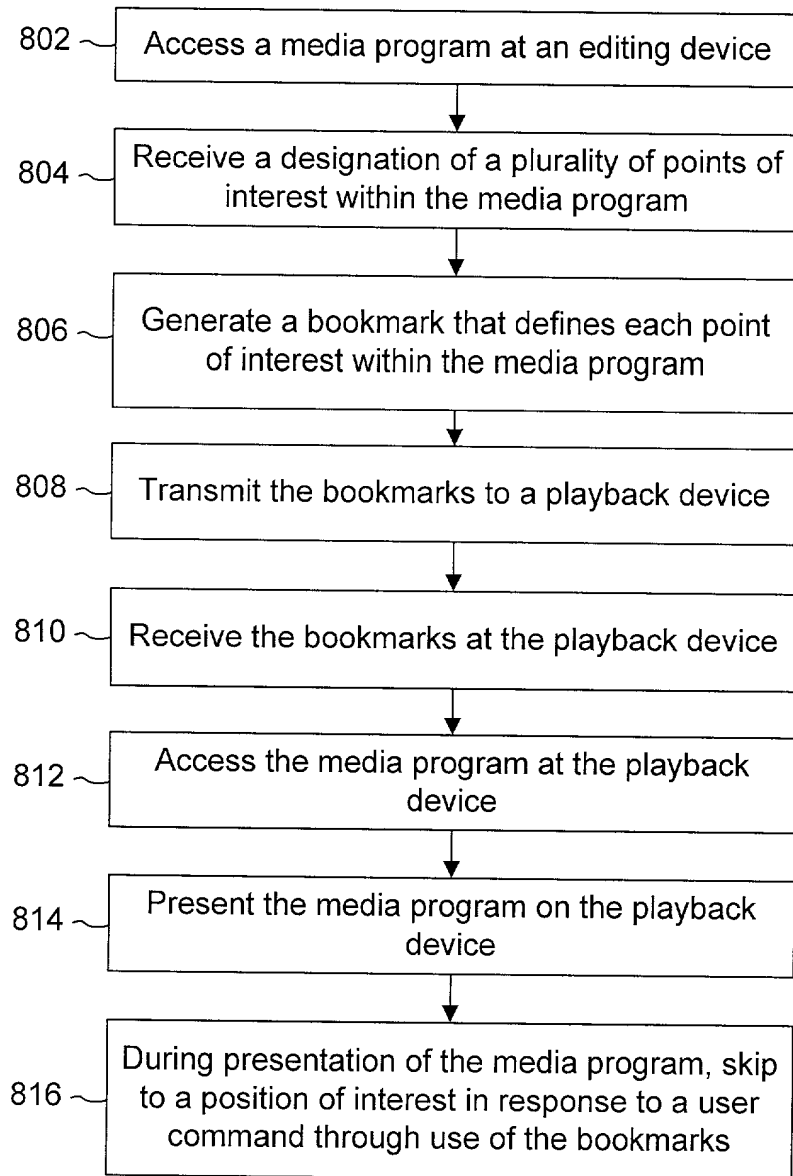 802
Access a media program at an editing device
804
Receive a designation of a plurality of points of
interest within the media program
806
Generate a bookmark that defines each point
of interest within the media program
808
Transmit the bookmarks to a playback device
810
Receive the bookmarks at the playback device
812
Access the media program at the playback
device
814
Present the media program on the playback
device
816
During presentation of the media program, skip
to a position of interest in response to a user
command through use of the bookmarks